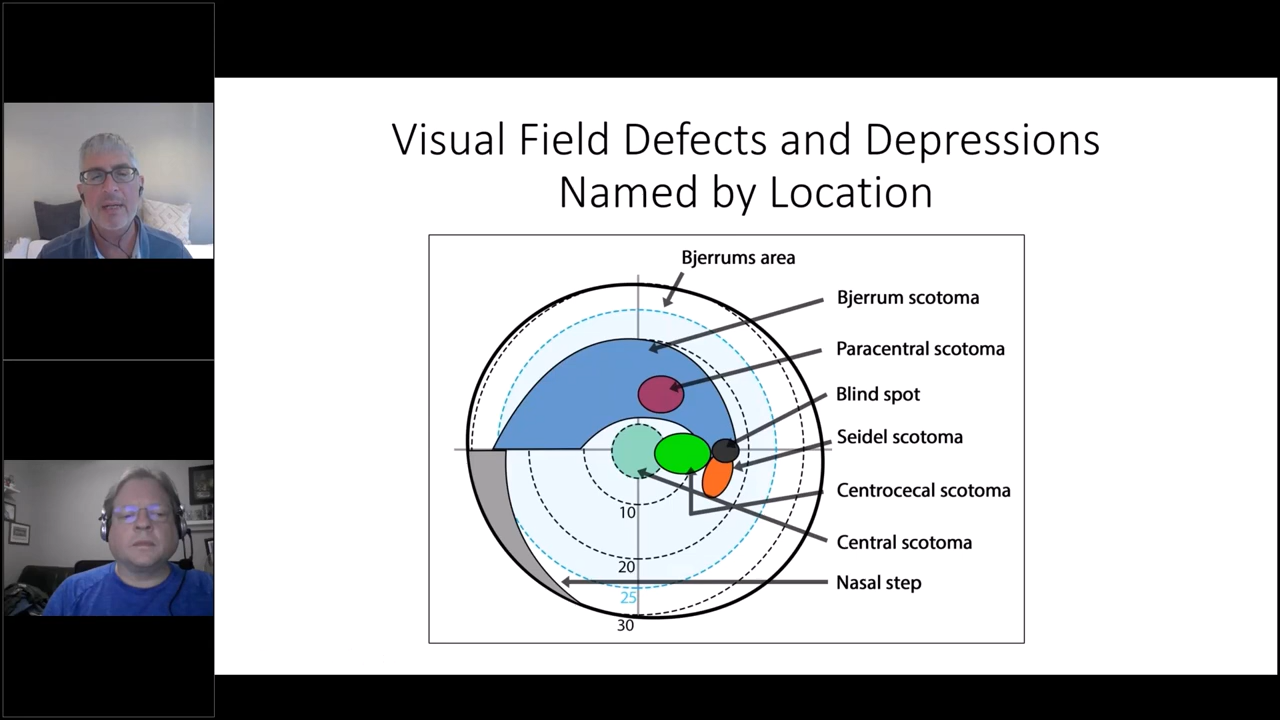 Visual Field Defects and Depressions
Named by Location
Bjerrums area
Bjerrum scotoma
Paracentral scotoma
Blind spot
Seidel scotoma
Centrocecal scotoma
Central scotoma
Nasal step
10
20
25
30